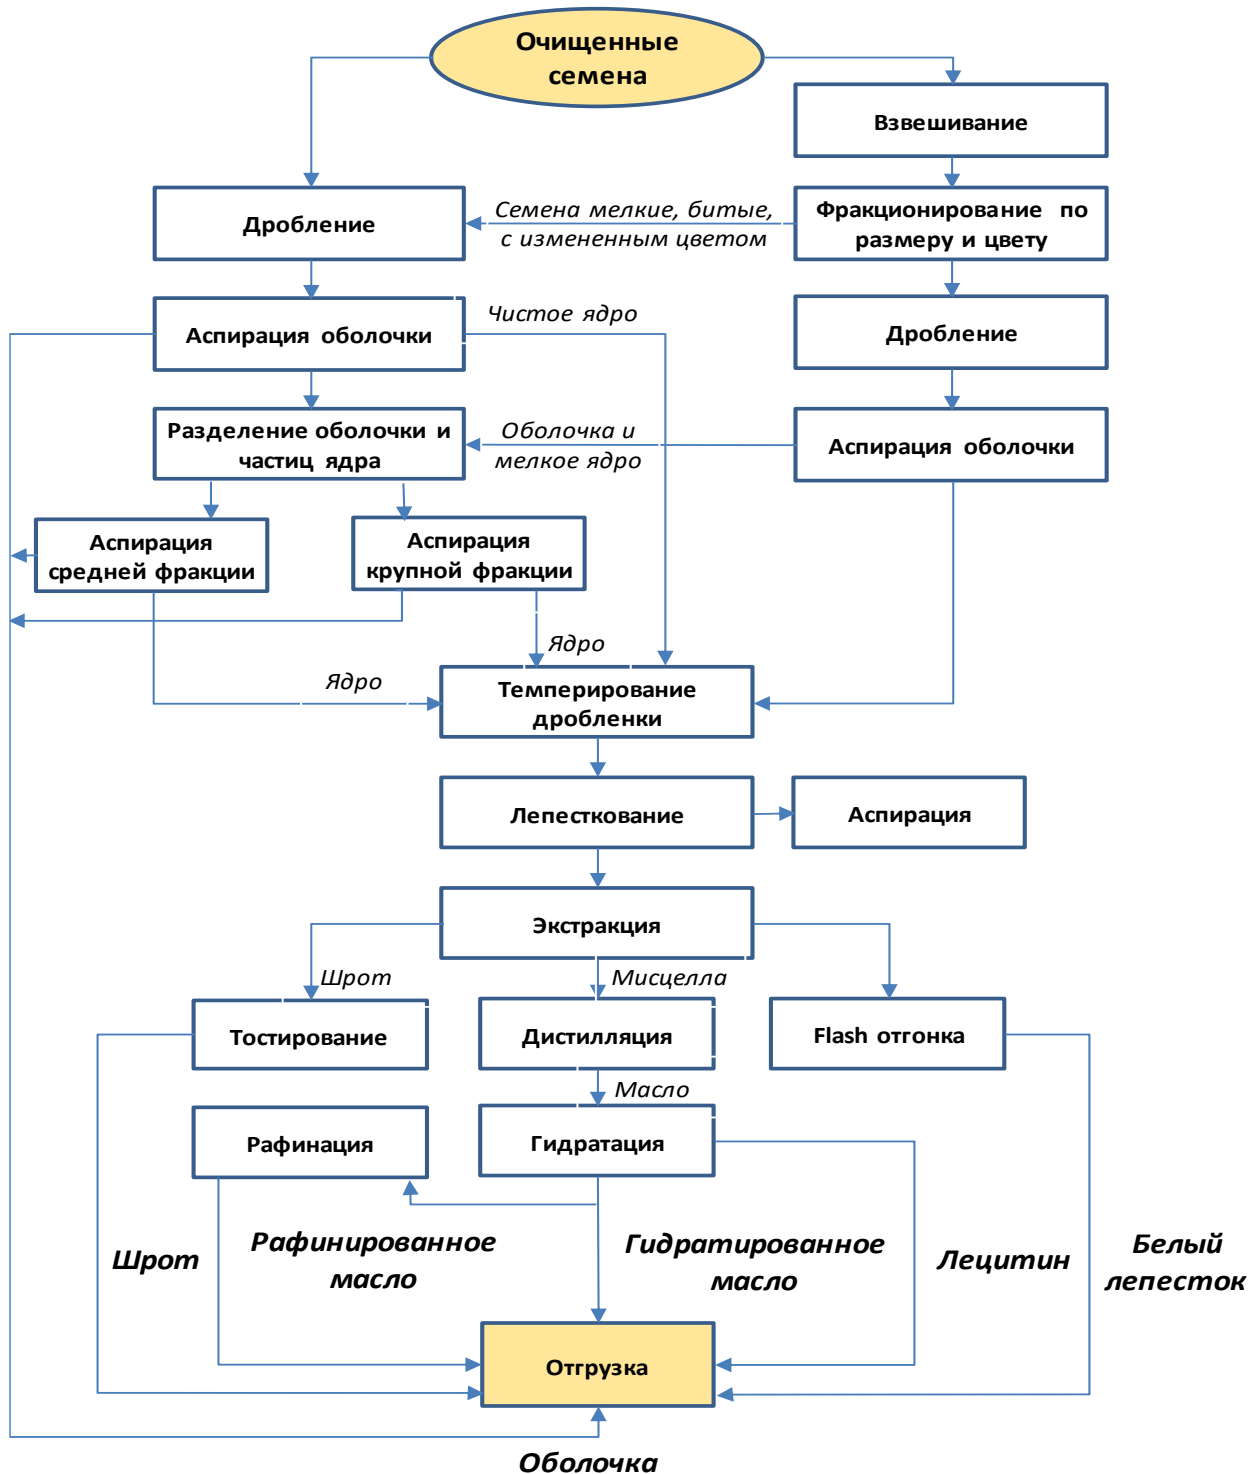 Очищенные
семена
Взвешивание
Дробление
Семена мелкие, битые,
с измененным цветом
Фракционирование по
размеру и цвету
Аспирация оболочки
Чистое ядро
Дробление
Разделение оболочки и
частиц ядра
Оболочка и
мелкое ядро
Аспирация оболочки
Аспирация
средней фракции
Аспирация
крупной фракции
Ядро
Ядро
Темперирование
дробленки
Лепесткование
Аспирация
Экстракция
Шрот
Мисцелла
Тостирование
Дистилляция
Flash отгонка
Масло
Рафинация
Гидратация
Шрот
Рафинированное
масло
Гидратированное
масло
Лецитин
Белый
лепесток
Отгрузка
Оболочка